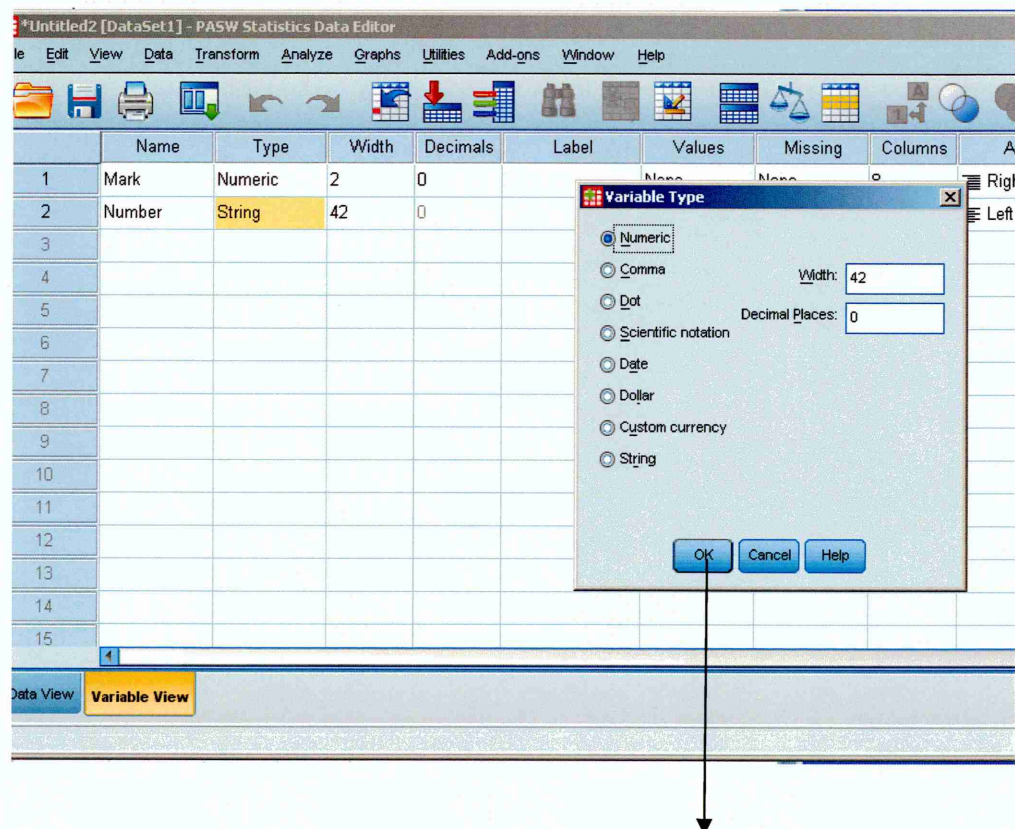 *Untitled2 [DataSet1] - PASW Statistics Data Editor
le Edit View Data Transform Analyze Graphs Utilities Add-ons Window Help
Name Type Width Decimals Label Values Missing Columns A
1 Mark Numeric 2 0 None None 8 Righ
2 Number String 42 0 Left
3
4
5
6
7
8
9
10
11
12
13
14
15
Variable Type
Numeric
Comma
Dot
Scientific notation
Date
Dollar
Custom currency
String
Width: 42
Decimal Places: 0
OK Cancel Help
Data View Variable View